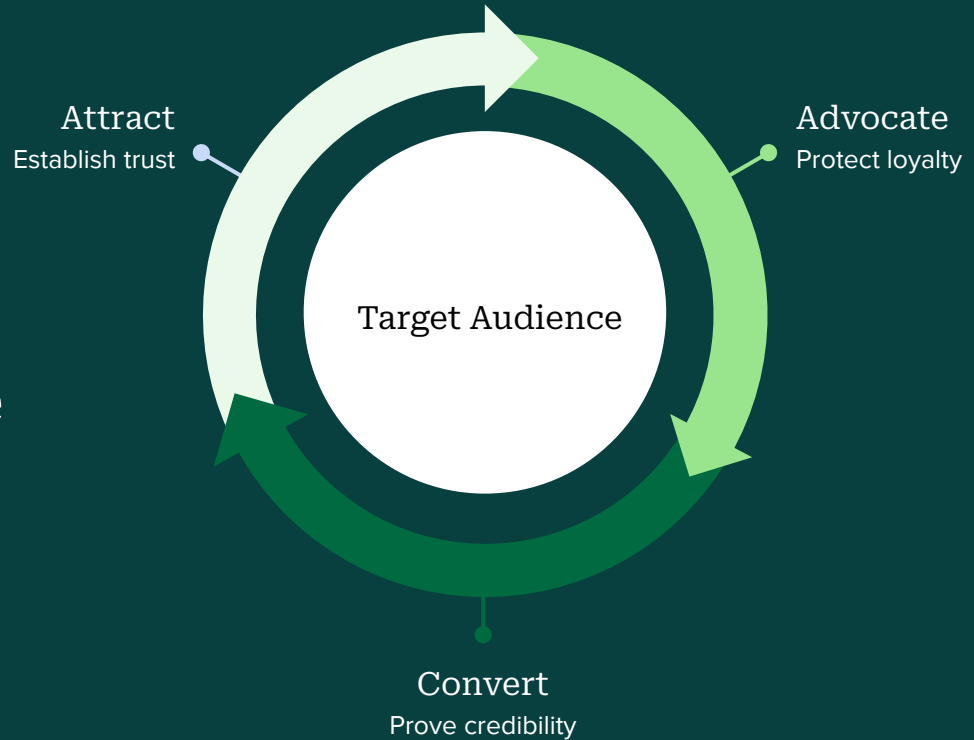 Attract
Establish trust
Advocate
Protect loyalty
Target Audience
Convert
Prove credibility